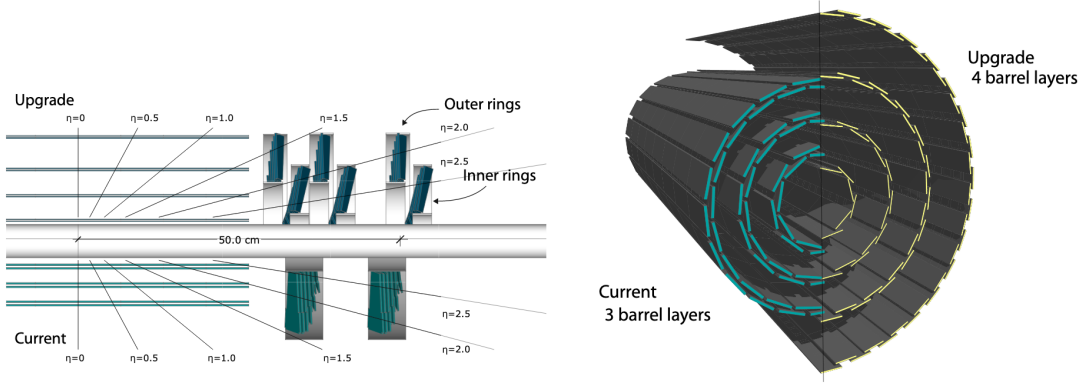 Upgrade
η=0
η=0.5
η=1.0
η=1.5
Outer rings
η=2.0
η=2.5
Inner rings
50.0 cm
Current
η=0
η=0.5
η=1.0
η=1.5
η=2.0
η=2.5
Upgrade
4 barrel layers
Current
3 barrel layers